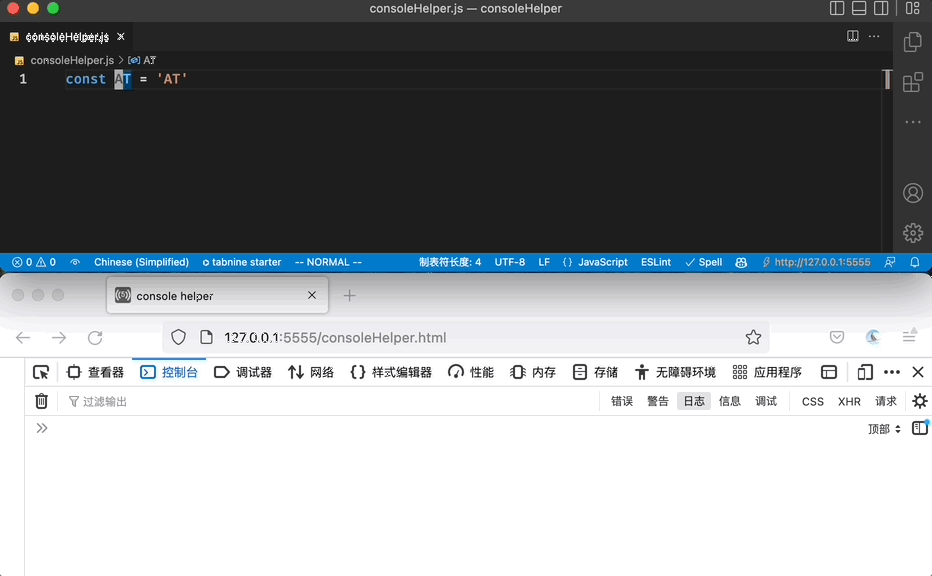 consoleHelper.js — consoleHelper
consoleHelper.js
consoleHelper.js > AT
1 const AT = 'AT'
0 0 Chinese (Simplified) tabnine starter -- NORMAL -- 制表符长度: 4 UTF-8 LF {} JavaScript ESLint ✓ Spell http://127.0.0.1:5555
console helper
127.0.0.1:5555/consoleHelper.html
查看器 控制台 调试器 网络 {} 样式编辑器 性能 内存 存储 无障碍环境 应用程序
过滤输出 错误 警告 日志 信息 调试 CSS XHR 请求
顶部